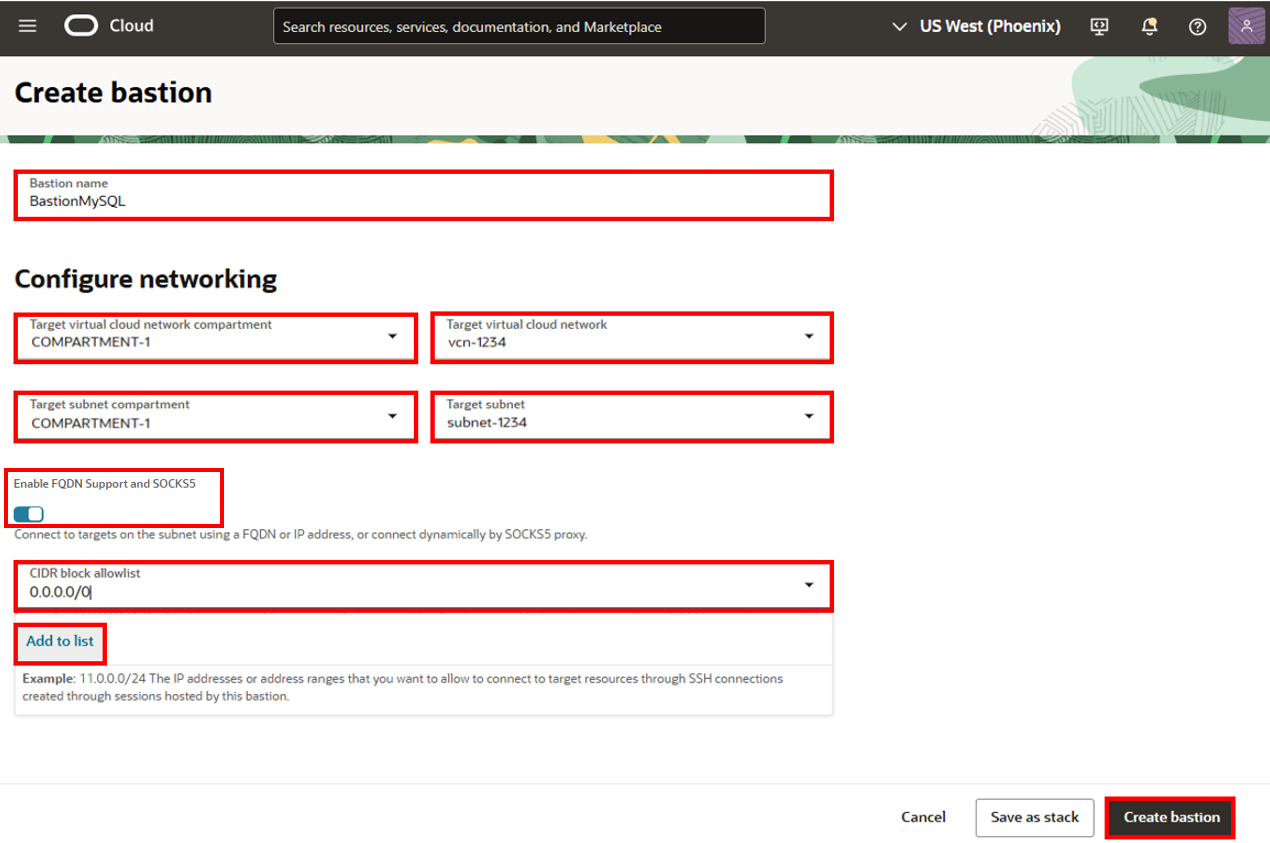 Cloud
Search resources, services, documentation, and Marketplace
US West (Phoenix)
Create bastion
Bastion name
BastionMySQL
Configure networking
Target virtual cloud network compartment
COMPARTMENT-1
Target virtual cloud network
vcn-1234
Target subnet compartment
COMPARTMENT-1
Target subnet
subnet-1234
Enable FQDN Support and SOCKS5
Connect to targets on the subnet using a FQDN or IP address, or connect dynamically by SOCKS5 proxy.
CIDR block allowlist
0.0.0.0/0
Add to list
Example: 11.0.0.0/24 The IP addresses or address ranges that you want to allow to connect to target resources through SSH connections
created through sessions hosted by this bastion.
Cancel
Save as stack
Create bastion